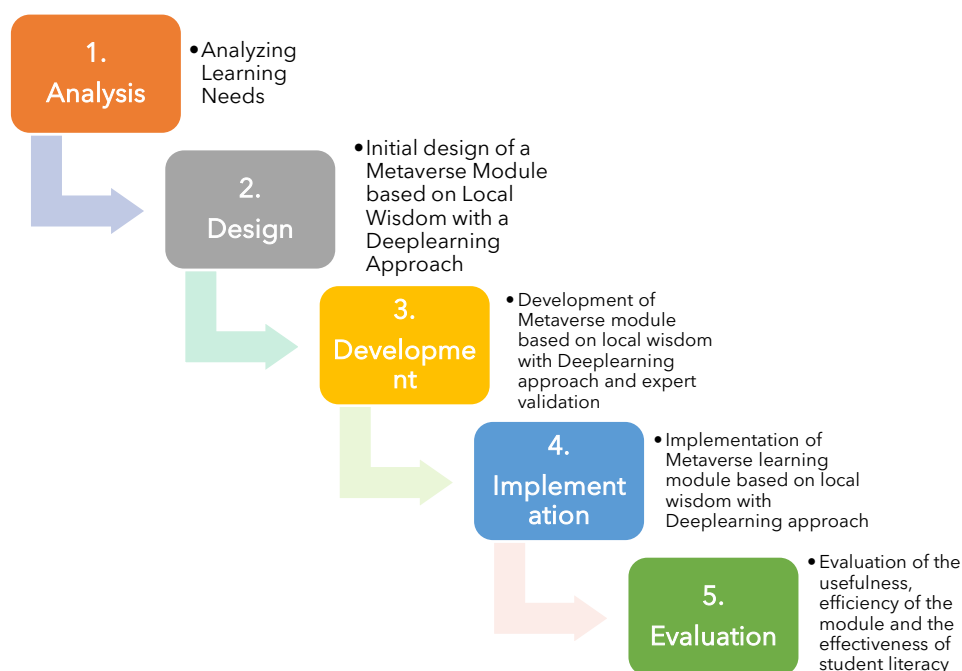 1.
Analysis
•Analyzing
Learning
Needs
2.
Design
•Initial design of a
Metaverse Module
based on Local
Wisdom with a
Deeplearning
Approach
3.
Developme
nt
•Development of
Metaverse module
based on local wisdom
with Deeplearning
approach and expert
validation
4.
Implement
ation
•Implementation of
Metaverse learning
module based on local
wisdom with
Deeplearning approach
5.
Evaluation
•Evaluation of the
usefulness,
efficiency of the
module and the
effectiveness of
student literacy